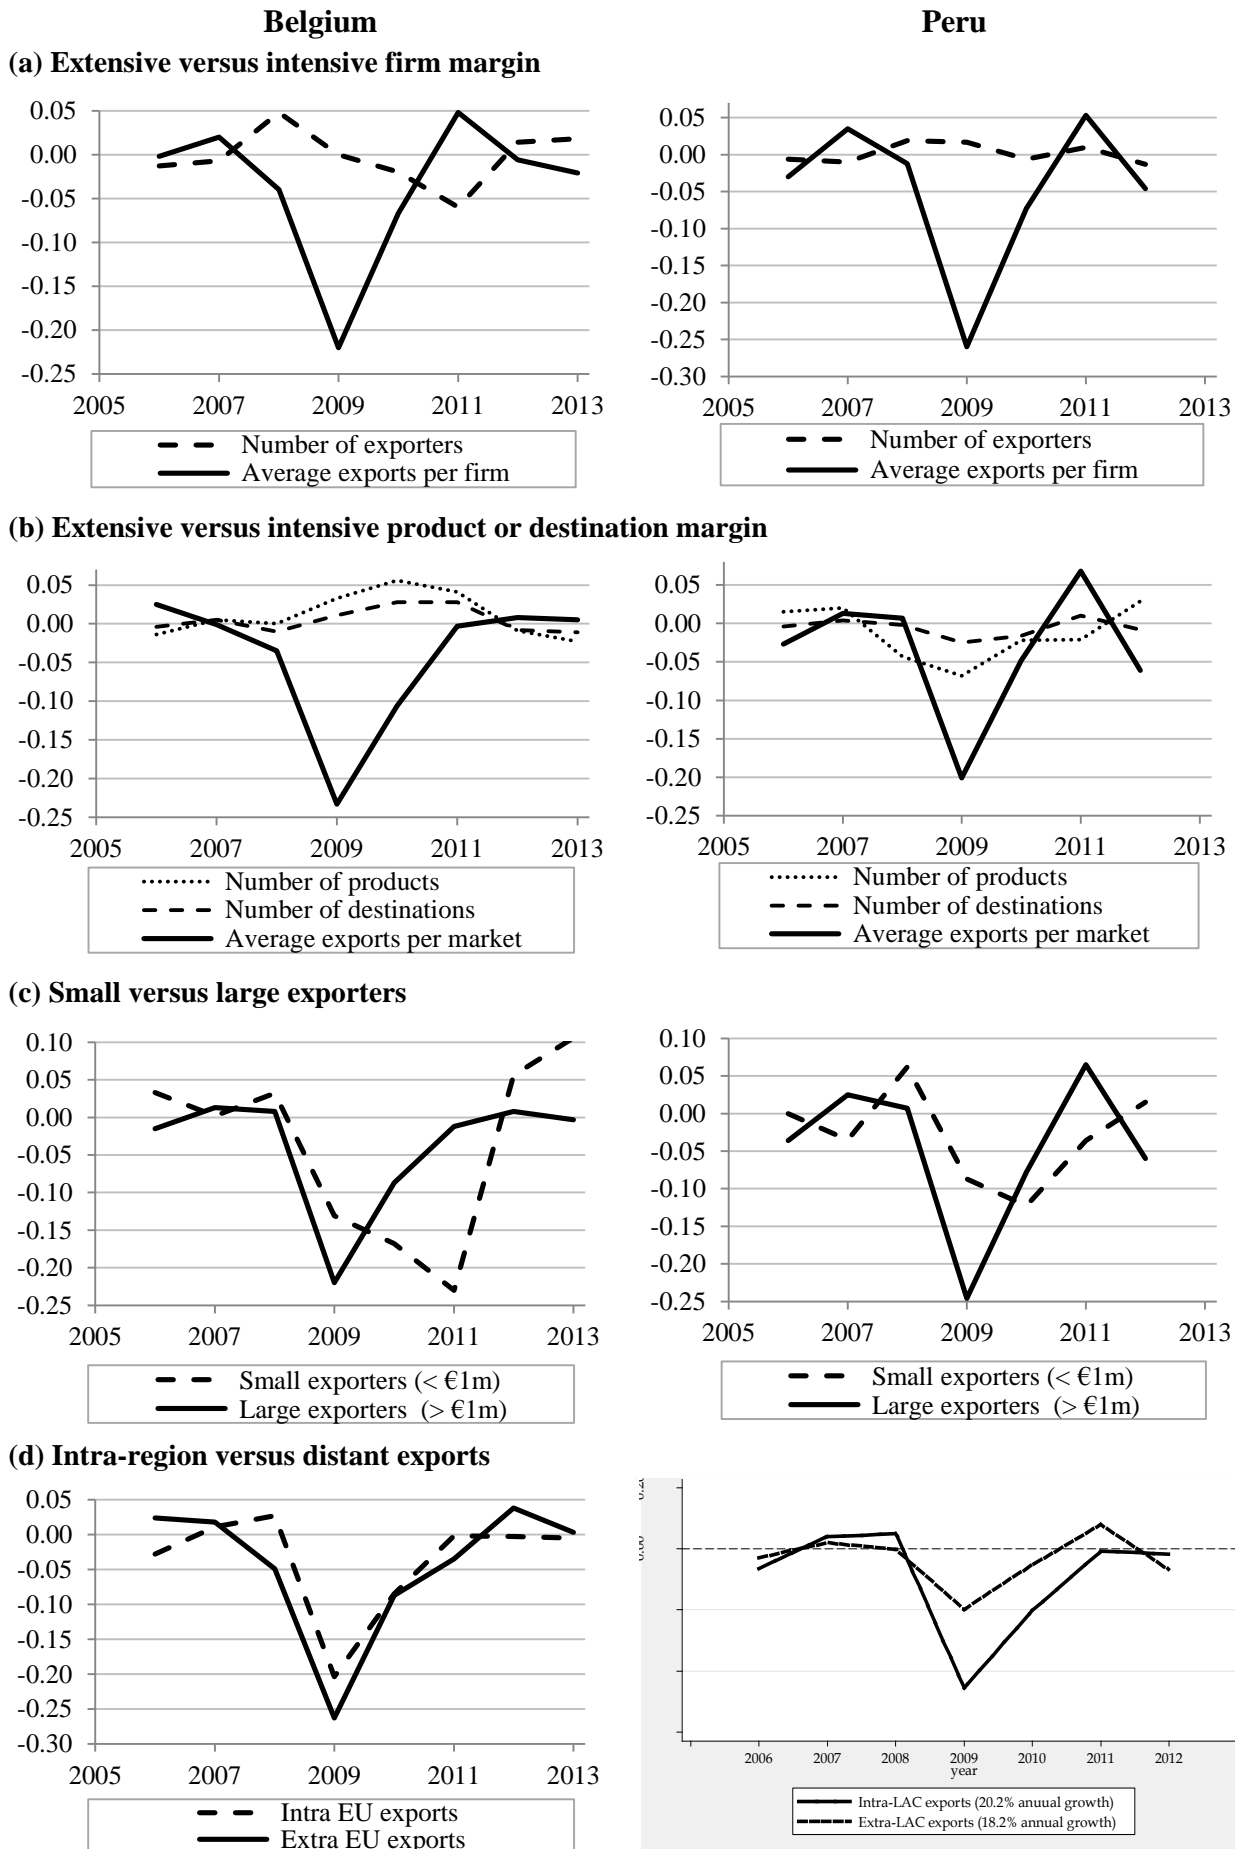 Belgium
Peru
(a) Extensive versus intensive firm margin
0.05
0.00
-0.05
-0.10
-0.15
-0.20
-0.25
2005 2007 2009 2011 2013
Number of exporters
Average exports per firm
0.05
0.00
-0.05
-0.10
-0.15
-0.20
-0.25
-0.30
2005 2007 2009 2011 2013
Number of exporters
Average exports per firm
(b) Extensive versus intensive product or destination margin
0.05
0.00
-0.05
-0.10
-0.15
-0.20
-0.25
2005 2007 2009 2011 2013
Number of products
Number of destinations
Average exports per market
0.05
0.00
-0.05
-0.10
-0.15
-0.20
-0.25
2005 2007 2009 2011 2013
Number of products
Number of destinations
Average exports per market
(c) Small versus large exporters
0.10
0.05
0.00
-0.05
-0.10
-0.15
-0.20
-0.25
2005 2007 2009 2011 2013
Small exporters (< €1m)
Large exporters (> €1m)
0.10
0.05
0.00
-0.05
-0.10
-0.15
-0.20
-0.25
2005 2007 2009 2011 2013
Small exporters (< €1m)
Large exporters (> €1m)
(d) Intra-region versus distant exports
0.05
0.00
-0.05
-0.10
-0.15
-0.20
-0.25
-0.30
2005 2007 2009 2011 2013
Intra EU exports
Extra EU exports
0.00
2006 2007 2008 2009 2010 2011 2012
year
Intra-LAC exports (20.2% anual growth)
Extra-LAC exports (18.2% anual growth)